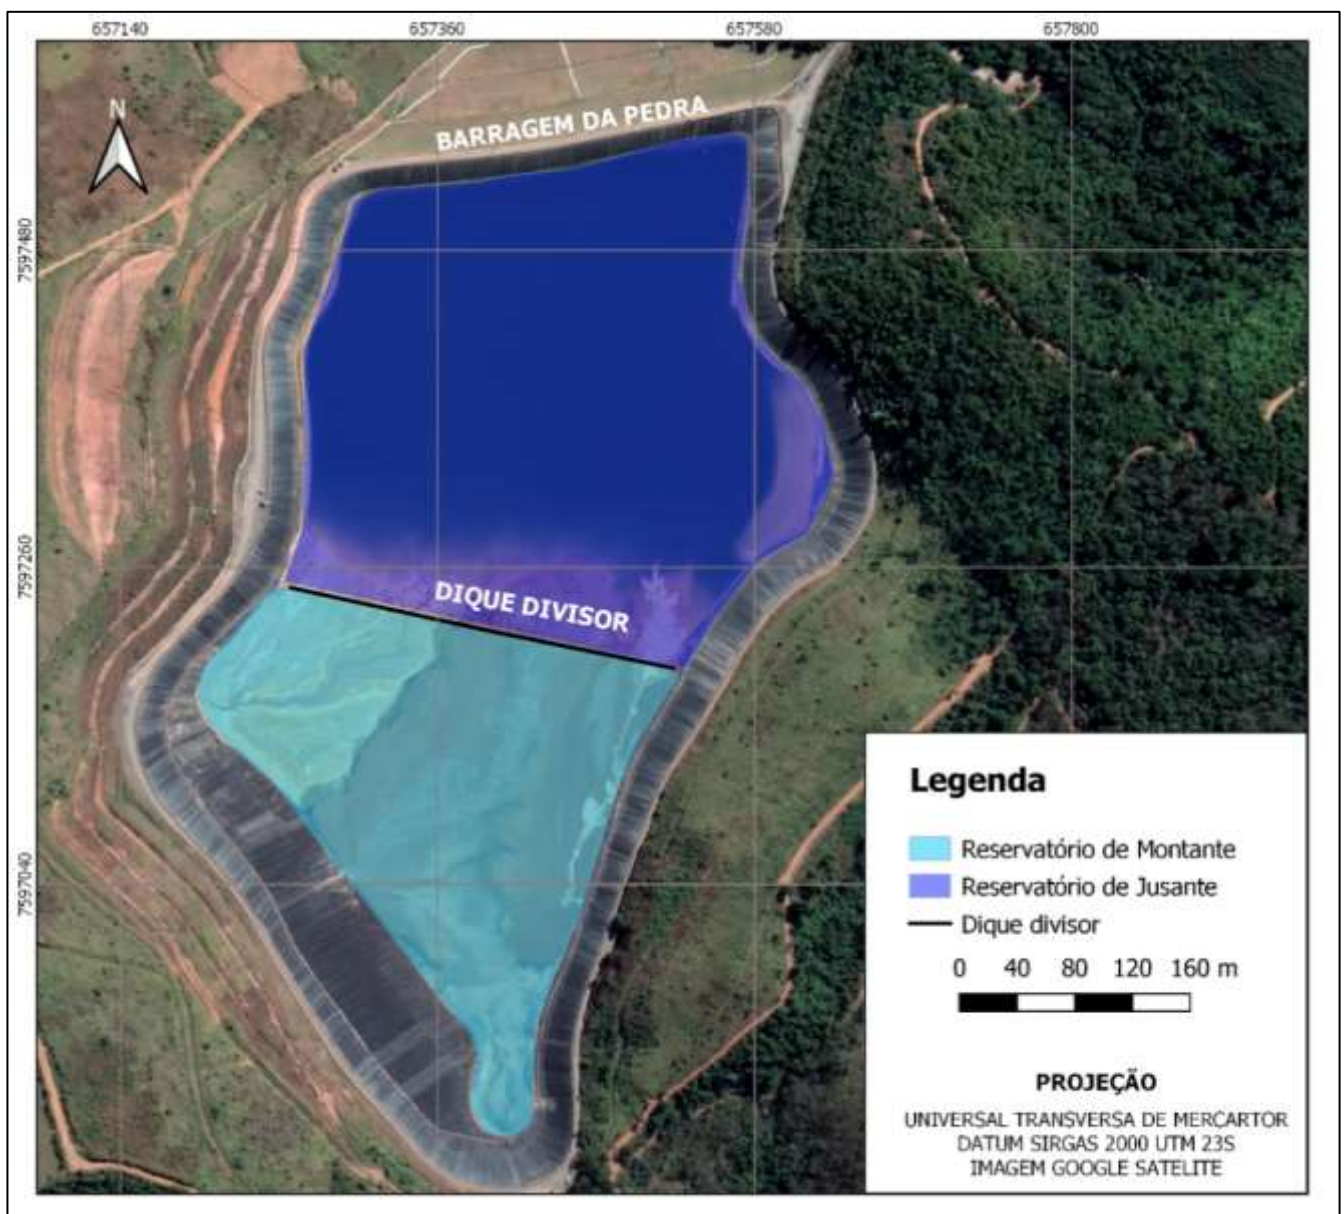 657140
657360
657580
657800
N
BARRAGEM DA PEDRA
7597480
7597260
DIQUE DIVISOR
7597040
Legenda
Reservatório de Montante
Reservatório de Jusante
Dique divisor
0 40 80 120 160 m
PROJEÇÃO
UNIVERSAL TRANSVERSA DE MERCARTOR
DATUM SIRGAS 2000 UTM 23S
IMAGEM GOOGLE SATELITE